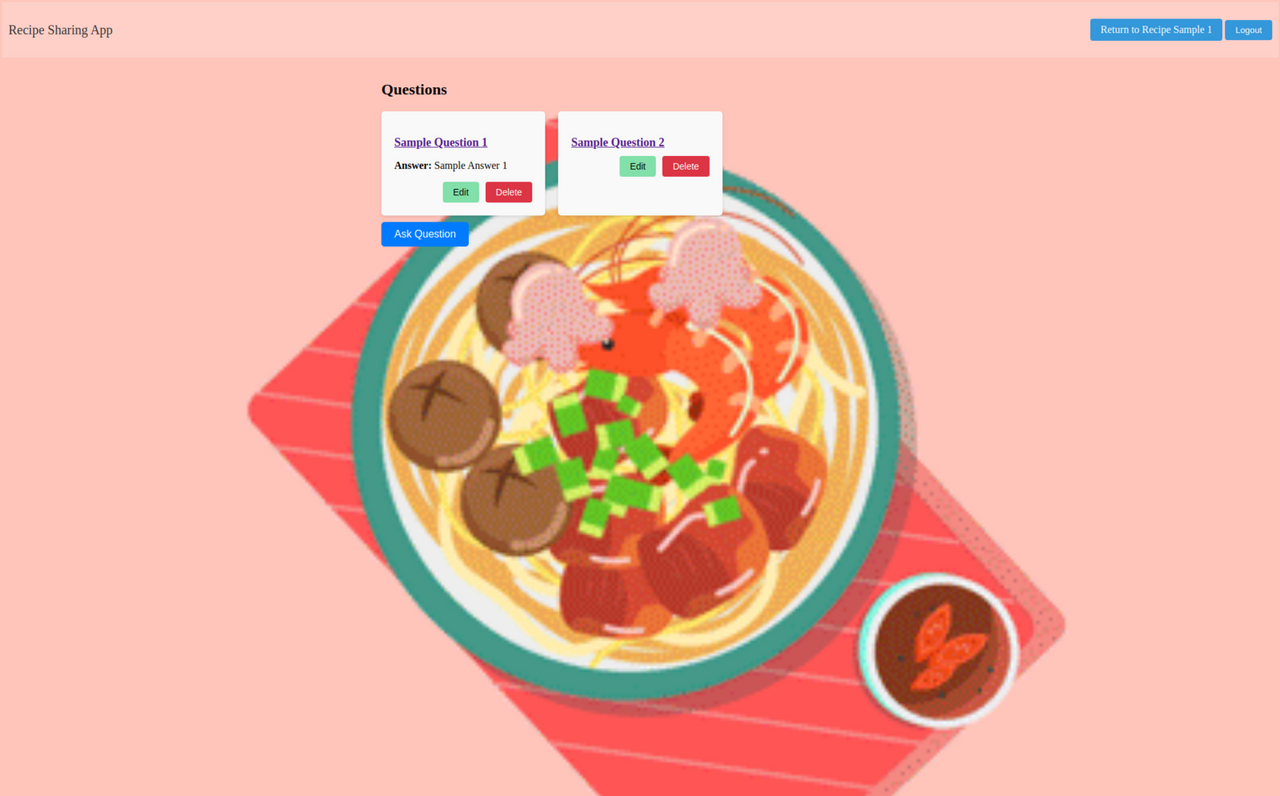 Recipe Sharing App
Return to Recipe Sample 1
Logout
Questions
Sample Question 1
Answer: Sample Answer 1
Edit
Delete
Sample Question 2
Edit
Delete
Ask Question